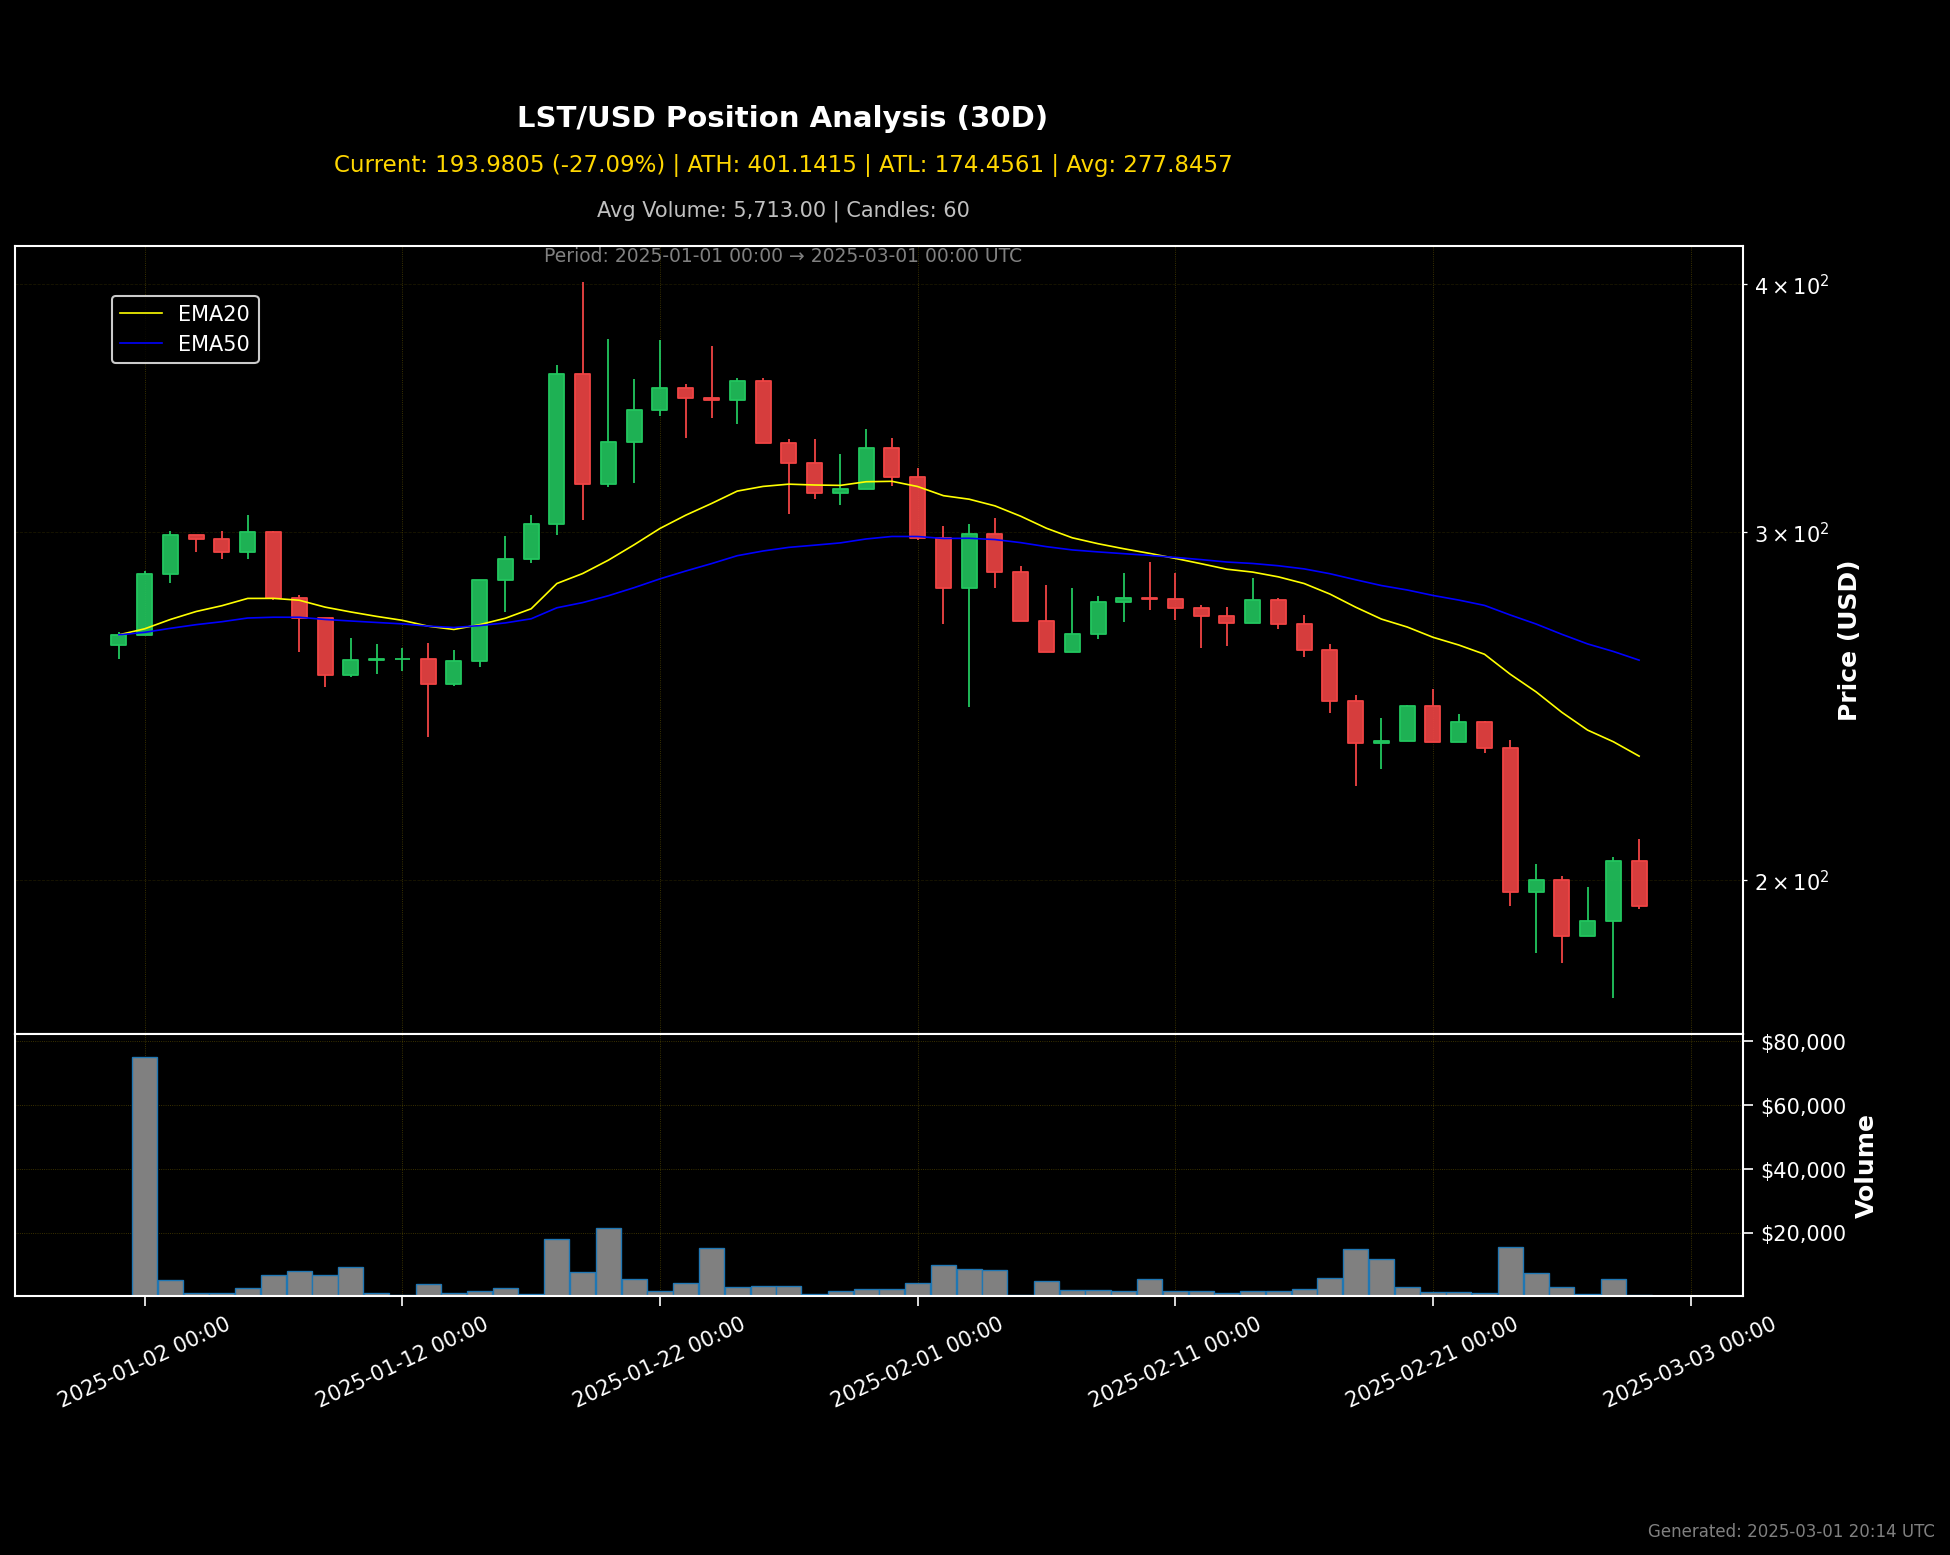 LST/USD Position Analysis (30D)
Current: 193.9805 (-27.09%) | ATH: 401.1415 | ATL: 174.4561 | Avg: 277.8457
Avg Volume: 5,713.00 | Candles: 60
Period: 2025-01-01 00:00 → 2025-03-01 00:00 UTC
EMA20
EMA50
4 × 10²
3 × 10²
2 × 10²
Price (USD)
$80,000
$60,000
$40,000
$20,000
Volume
2025-01-02 00:00
2025-01-12 00:00
2025-01-22 00:00
2025-02-01 00:00
2025-02-11 00:00
2025-02-21 00:00
2025-03-03 00:00
Generated: 2025-03-01 20:14 UTC